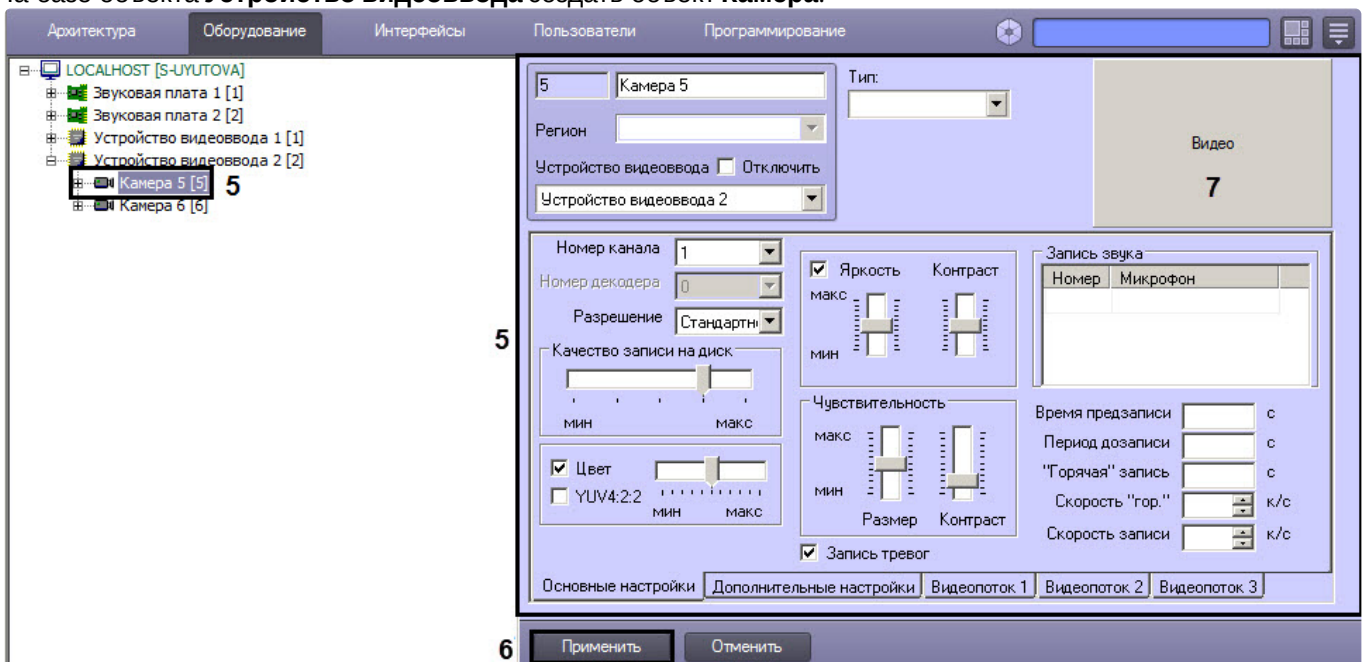 на базе объекта Устройство видеоввода создать объект Камера.
Архитектура Оборудование Интерфейсы Пользователи Программирование
LOCALHOST [S-UYUTOVA]
Звуковая плата 1 [1]
Звуковая плата 2 [2]
Устройство видеоввода 1 [1]
Устройство видеоввода 2 [2]
Камера 5 [5]
5
Камера 6 [6]
5 Камера 5
Тип:
Регион
Устройство видеоввода Отключить
Устройство видеоввода 2
Видео
7
5
Номер канала 1
Номер декодера 0
Разрешение Стандартн
Качество записи на диск
мин макс
Цвет
YUV4:2:2
мин макс
Яркость Контраст
макс
мин
Чувствительность
макс
мин
Размер Контраст
Запись тревог
Запись звука
Номер Микрофон
Время предзаписи с
Период дозаписи с
"Горячая" запись с
Скорость "гор." к/с
Скорость записи к/с
Основные настройки Дополнительные настройки Видеопоток 1 Видеопоток 2 Видеопоток 3
6
Применить Отменить